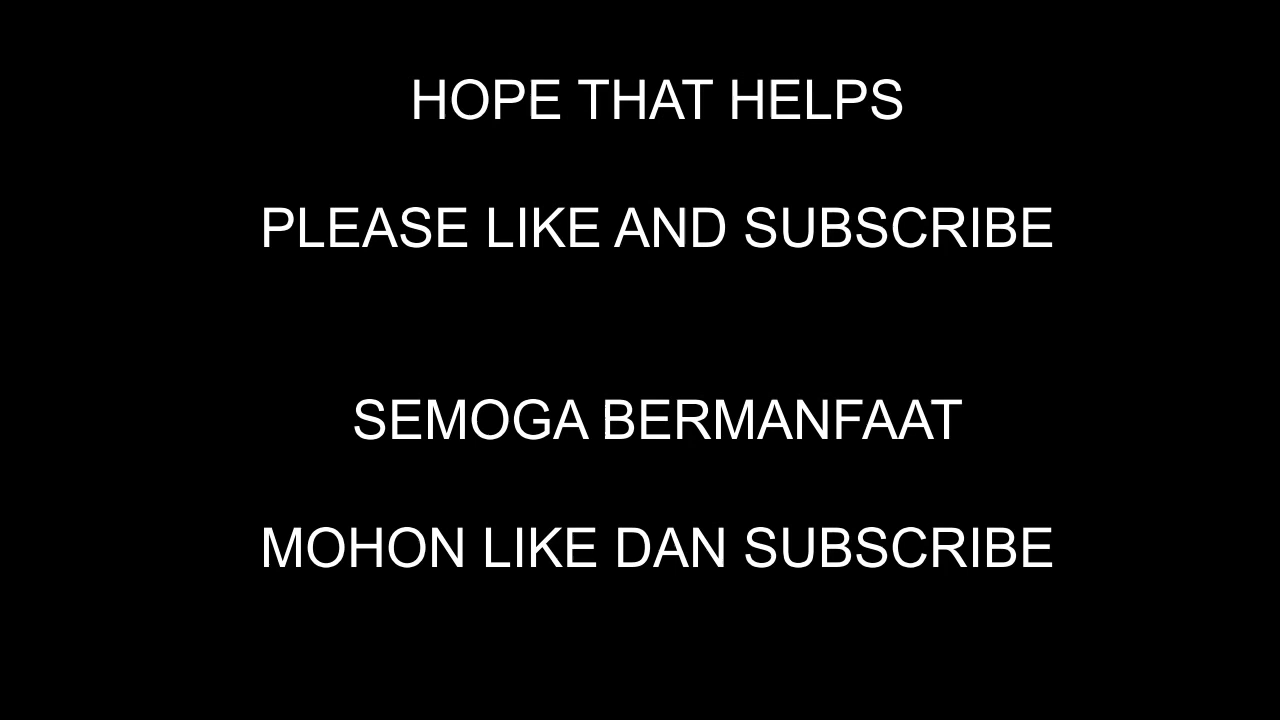 HOPE THAT HELPS
PLEASE LIKE AND SUBSCRIBE
SEMOGA BERMANFAAT
MOHON LIKE DAN SUBSCRIBE